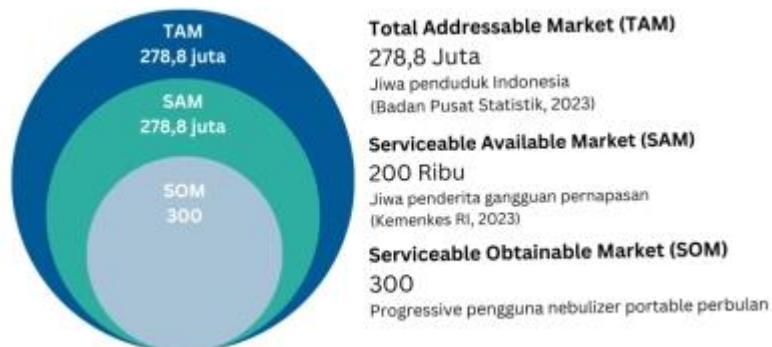 TAM
278,8 juta
SAM
278,8 juta
SOM
300
Total Addressable Market (TAM)
278,8 Juta
Jiwa penduduk Indonesia
(Badan Pusat Statistik, 2023)
Serviceable Available Market (SAM)
200 Ribu
Jiwa penderita gangguan pernapasan
(Kemenkes RI, 2023)
Serviceable Obtainable Market (SOM)
300
Progressive pengguna nebulizer portable perbulan